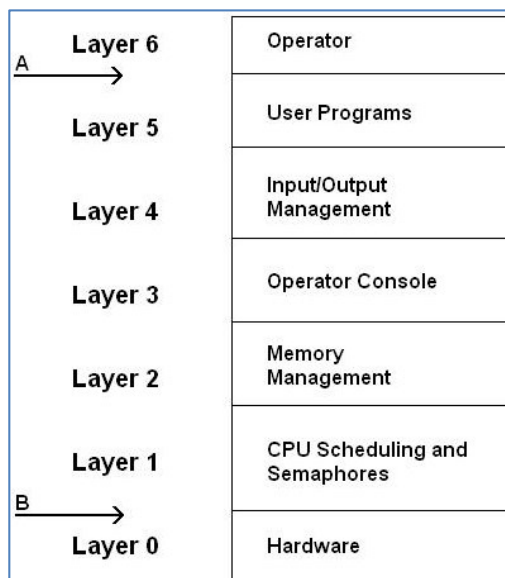 Layer 6 Operator
A
Layer 5 User Programs
Layer 4 Input/Output
Management
Layer 3 Operator Console
Layer 2 Memory
Management
Layer 1 CPU Scheduling and
Semaphores
B
Layer 0 Hardware